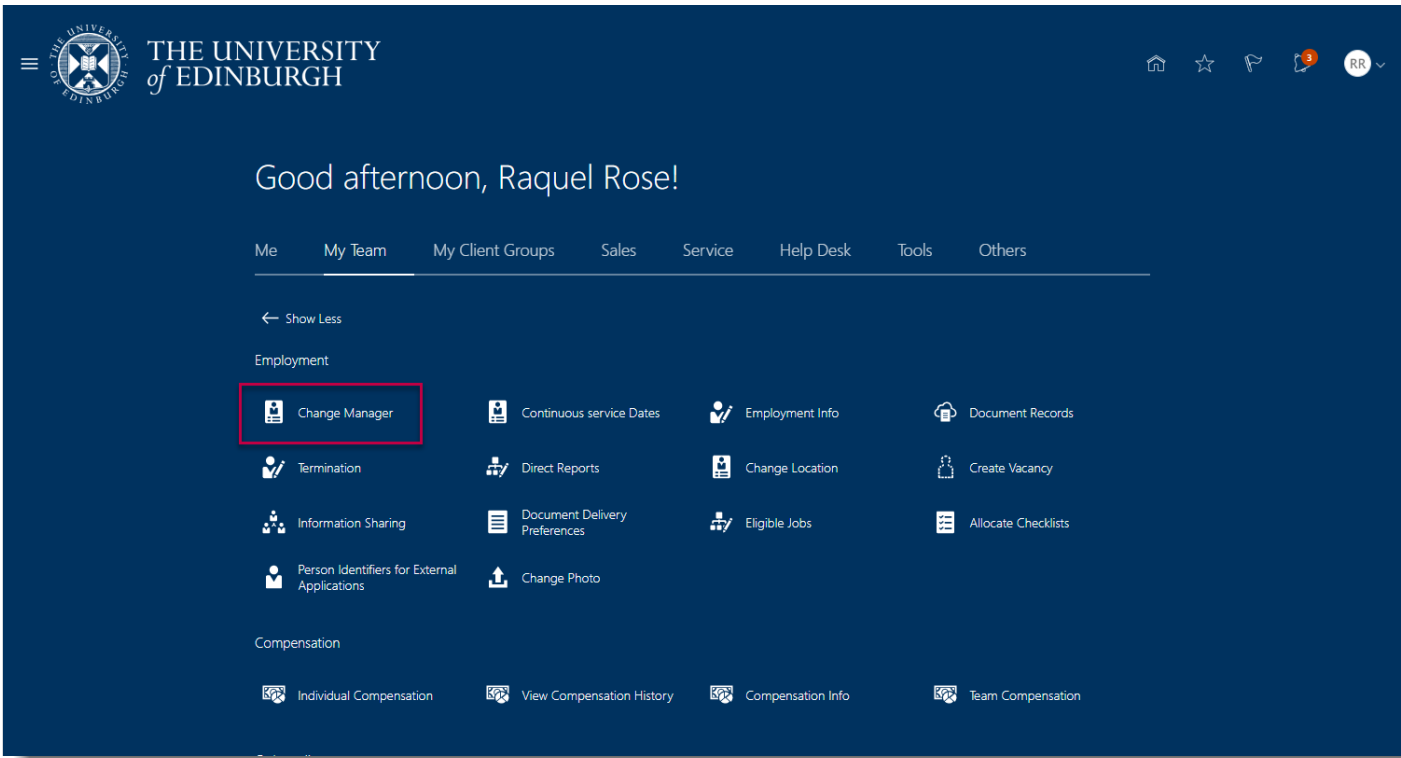 THE UNIVERSITY
of EDINBURGH
3
RR
Good afternoon, Raquel Rose!
Me My Team My Client Groups Sales Service Help Desk Tools Others
Show Less
Employment
Change Manager Continuous service Dates Employment Info Document Records
Termination Direct Reports Change Location Create Vacancy
Information Sharing Document Delivery Preferences Eligible Jobs Allocate Checklists
Person Identifiers for External Applications Change Photo
Compensation
Individual Compensation View Compensation History Compensation Info Team Compensation